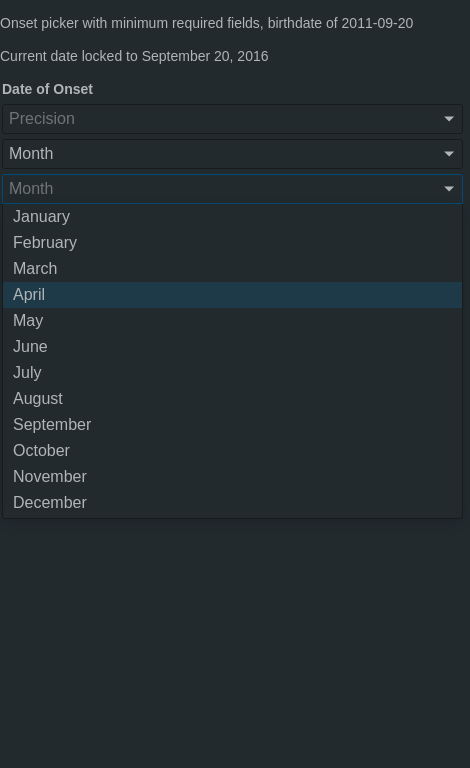 Onset picker with minimum required fields, birthdate of 2011-09-20
Current date locked to September 20, 2016
Date of Onset
Precision
Month
Month
January
February
March
April
May
June
July
August
September
October
November
December